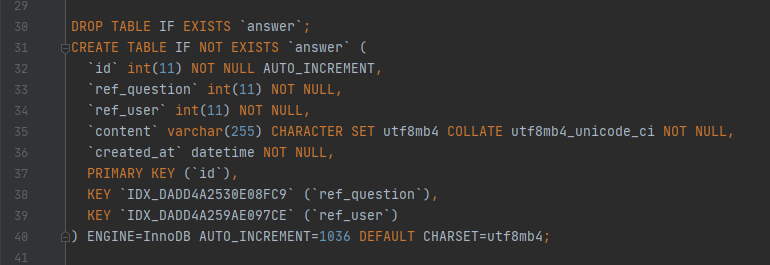 29
30 DROP TABLE IF EXISTS `answer`;
31 CREATE TABLE IF NOT EXISTS `answer` (
32 `id` int(11) NOT NULL AUTO_INCREMENT,
33 `ref_question` int(11) NOT NULL,
34 `ref_user` int(11) NOT NULL,
35 `content` varchar(255) CHARACTER SET utf8mb4 COLLATE utf8mb4_unicode_ci NOT NULL,
36 `created_at` datetime NOT NULL,
37 PRIMARY KEY (`id`),
38 KEY `IDX_DADD4A2530E08FC9` (`ref_question`),
39 KEY `IDX_DADD4A259AE097CE` (`ref_user`)
40 ) ENGINE=InnoDB AUTO_INCREMENT=1036 DEFAULT CHARSET=utf8mb4;
41